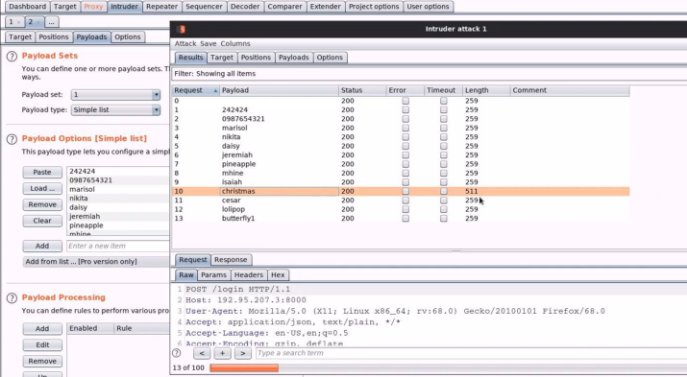 Dashboard Target Proxy Intruder Repeater Sequencer Decoder Comparer Extender Project options User options
1 × 2 × ...
Target Positions Payloads Options
Payload Sets
You can define one or more payload sets. T
ways.
Payload set: 1
Payload type: Simple list
Payload Options [Simple list]
This payload type lets you configure a simpl
Paste
Load ...
Remove
Clear
242424
0987654321
marisol
nikita
daisy
jeremiah
pineapple
mhine
Add Enter a new item
Add from list ... [Pro version only]
Payload Processing
You can define rules to perform various pro
Add Enabled Rule
Edit
Remove
Up
Intruder attack 1
Attack Save Columns
Results Target Positions Payloads Options
Filter: Showing all items
Request Payload Status Error Timeout Length Comment
0 200 259
1 242424 200 259
2 0987654321 200 259
3 marisol 200 259
4 nikita 200 259
5 daisy 200 259
6 jeremiah 200 259
7 pineapple 200 259
8 mhine 200 259
9 isaiah 200 259
10 christmas 200 511
11 cesar 200 259
12 lolipop 200 259
13 butterfly1 200 259
Request Response
Raw Params Headers Hex
1 POST /login HTTP/1.1
2 Host: 192.95.207.3:8000
3 User-Agent: Mozilla/5.0 (X11; Linux x86_64; rv:68.0) Gecko/20100101 Firefox/68.0
4 Accept: application/json, text/plain, */*
5 Accept-Language: en-US,en;q=0.5
6 Accept-Encoding: gzip, deflate
? < + > Type a search term
13 of 100